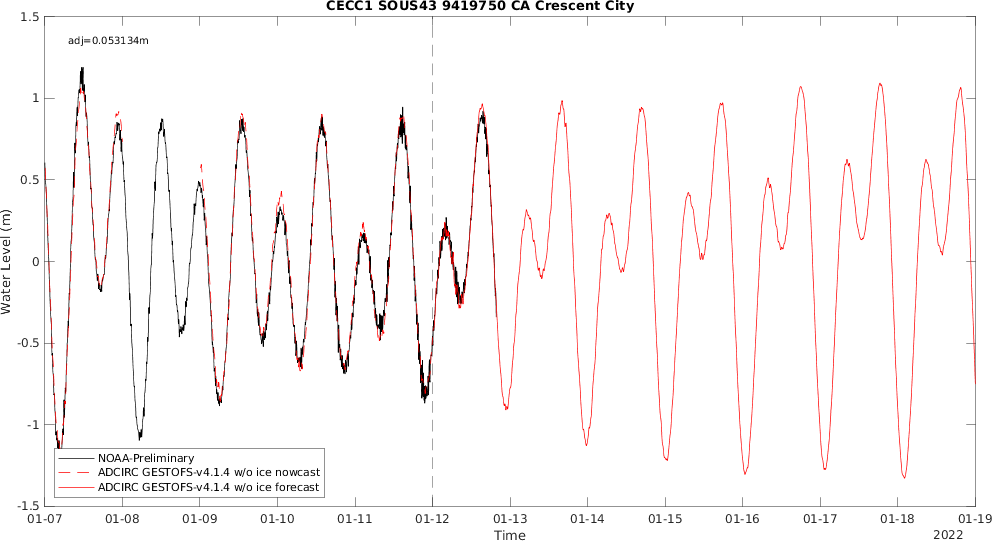 CECC1 SOUS43 9419750 CA Crescent City
adj=0.053134m
1.5
1
0.5
0
-0.5
-1
-1.5
Water Level (m)
NOAA-Preliminary
ADCIRC GESTOFS-v4.1.4 w/o ice nowcast
ADCIRC GESTOFS-v4.1.4 w/o ice forecast
01-07 01-08 01-09 01-10 01-11 01-12 01-13 01-14 01-15 01-16 01-17 01-18 01-19
Time
2022